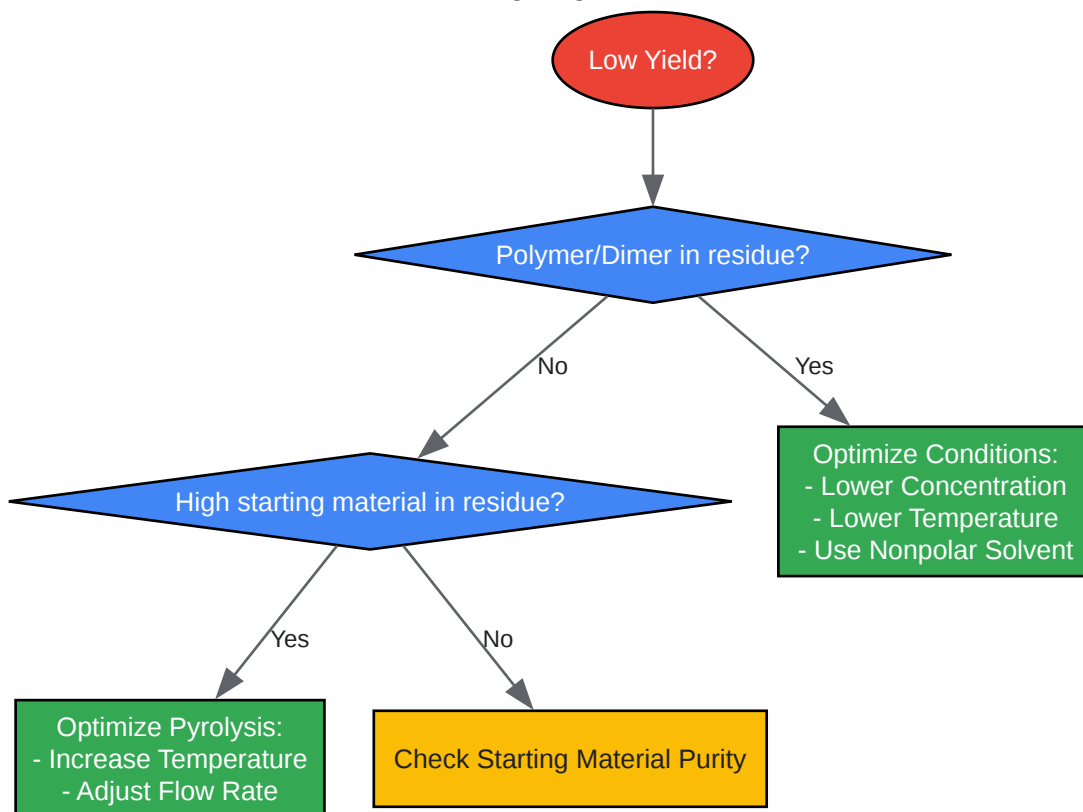 Low Yield?
Polymer/Dimer in residue?
No
Yes
Optimize Conditions:
- Lower Concentration
- Lower Temperature
- Use Nonpolar Solvent
High starting material in residue?
Yes
No
Optimize Pyrolysis:
- Increase Temperature
- Adjust Flow Rate
Check Starting Material Purity